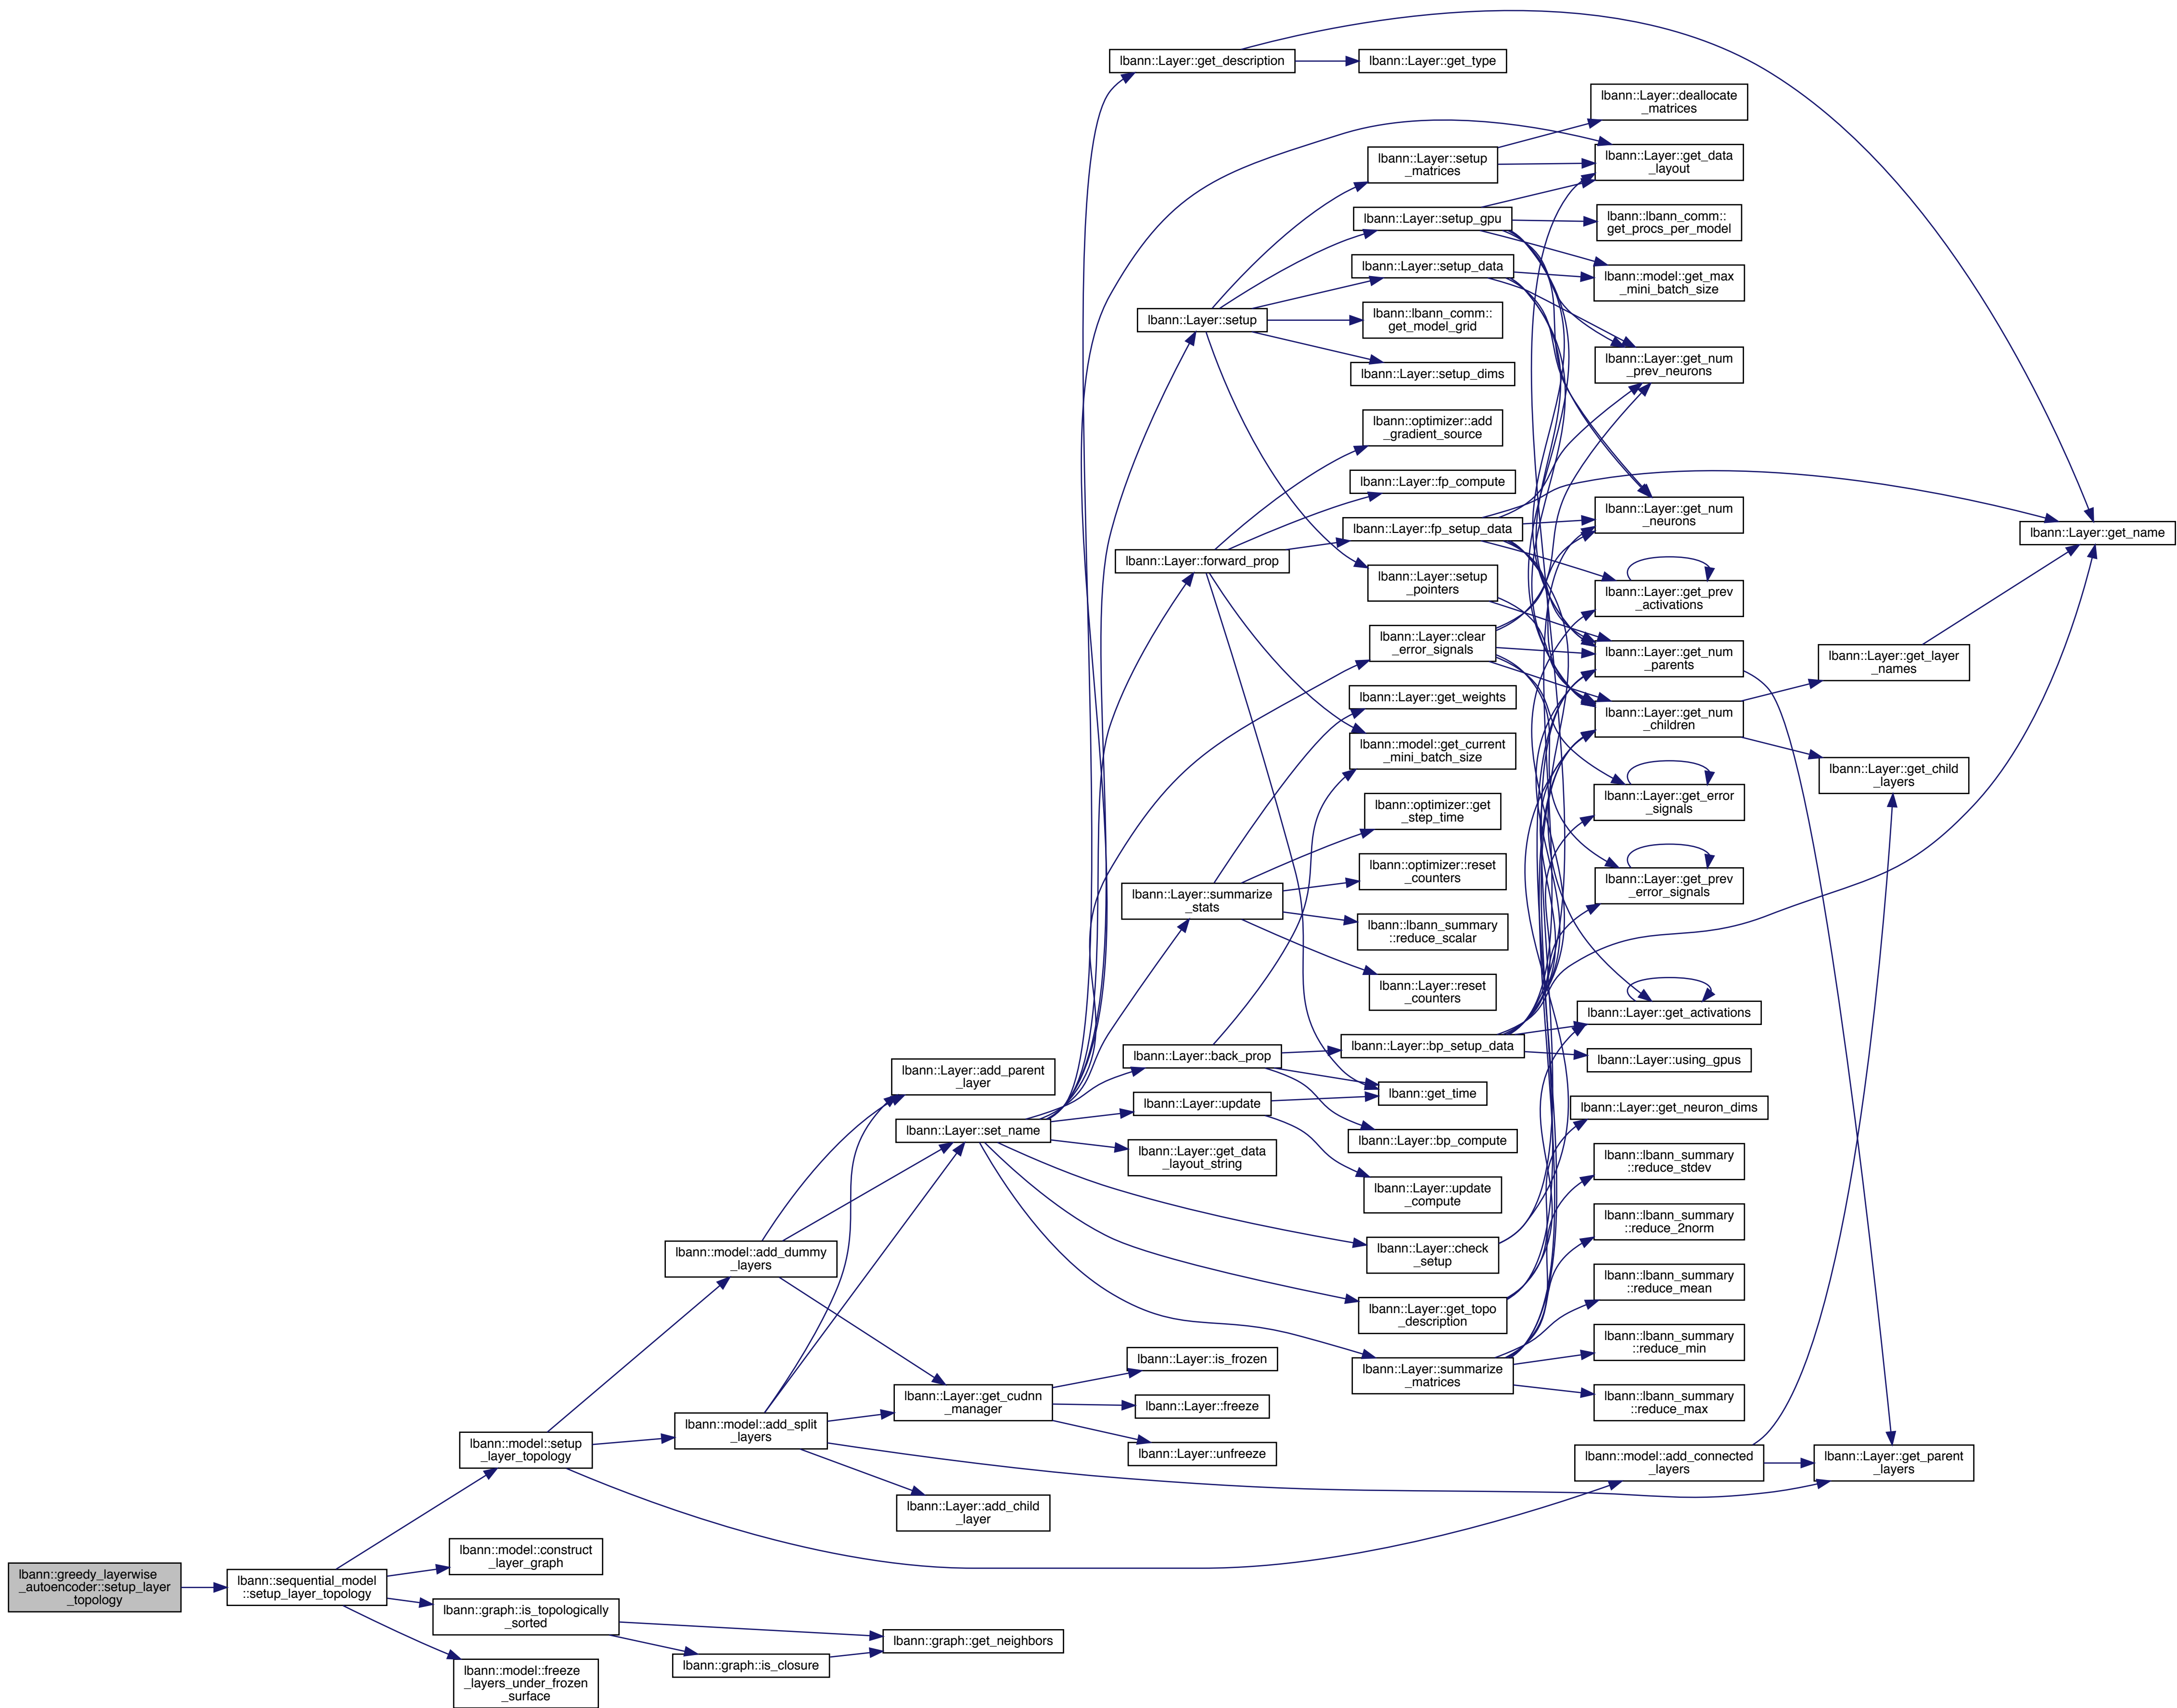 lbann::greedy_layerwise
_autoencoder::setup_layer
_topology
lbann::sequential_model
::setup_layer_topology
lbann::model::setup
_layer_topology
lbann::model::construct
_layer_graph
lbann::graph::is_topologically
_sorted
lbann::model::freeze
_layers_under_frozen
_surface
lbann::model::add_dummy
_layers
lbann::model::add_split
_layers
lbann::graph::is_closure
lbann::Layer::add_parent
_layer
lbann::Layer::set_name
lbann::Layer::get_cudnn
_manager
lbann::Layer::add_child
_layer
lbann::graph::get_neighbors
lbann::Layer::get_description
lbann::Layer::setup
lbann::Layer::forward_prop
lbann::Layer::summarize
_stats
lbann::Layer::back_prop
lbann::Layer::update
lbann::Layer::get_data
_layout_string
lbann::Layer::is_frozen
lbann::Layer::freeze
lbann::Layer::unfreeze
lbann::Layer::get_type
lbann::Layer::setup
_matrices
lbann::Layer::setup_gpu
lbann::Layer::setup_data
lbann::lbann_comm::
get_model_grid
lbann::Layer::setup_dims
lbann::optimizer::add
_gradient_source
lbann::Layer::fp_compute
lbann::Layer::fp_setup_data
lbann::Layer::setup
_pointers
lbann::Layer::clear
_error_signals
lbann::Layer::get_weights
lbann::model::get_current
_mini_batch_size
lbann::optimizer::get
_step_time
lbann::optimizer::reset
_counters
lbann::lbann_summary
::reduce_scalar
lbann::Layer::reset
_counters
lbann::Layer::bp_setup_data
lbann::get_time
lbann::Layer::bp_compute
lbann::Layer::update
_compute
lbann::Layer::check
_setup
lbann::Layer::get_topo
_description
lbann::Layer::summarize
_matrices
lbann::Layer::deallocate
_matrices
lbann::Layer::get_data
_layout
lbann::lbann_comm::
get_procs_per_model
lbann::model::get_max
_mini_batch_size
lbann::Layer::get_num
_prev_neurons
lbann::Layer::get_num
_neurons
lbann::Layer::get_prev
_activations
lbann::Layer::get_num
_parents
lbann::Layer::get_num
_children
lbann::Layer::get_error
_signals
lbann::Layer::get_prev
_error_signals
lbann::Layer::get_activations
lbann::Layer::using_gpus
lbann::Layer::get_neuron_dims
lbann::lbann_summary
::reduce_stdev
lbann::lbann_summary
::reduce_2norm
lbann::lbann_summary
::reduce_mean
lbann::lbann_summary
::reduce_min
lbann::lbann_summary
::reduce_max
lbann::model::add_connected
_layers
lbann::Layer::get_layer
_names
lbann::Layer::get_child
_layers
lbann::Layer::get_parent
_layers
lbann::Layer::get_name